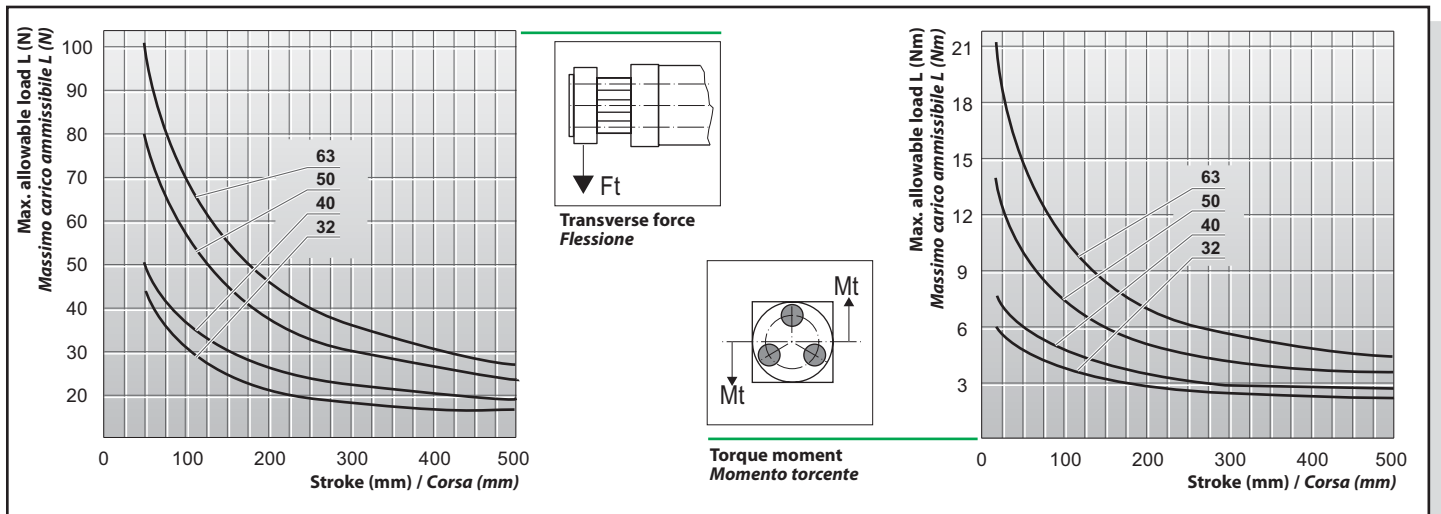 Max. allowable load L (N)
Massimo carico ammissibile L (N)
100
90
80
70
60
50
40
30
20
63
50
40
32
0
100
200
300
400
500
Stroke (mm) / Corsa (mm)
Ft
Transverse force
Flessione
Mt
Mt
Torque moment
Momento torcente
Max. allowable load L (Nm)
Massimo carico ammissibile L (Nm)
21
18
15
12
9
6
3
63
50
40
32
0
100
200
300
400
500
Stroke (mm) / Corsa (mm)